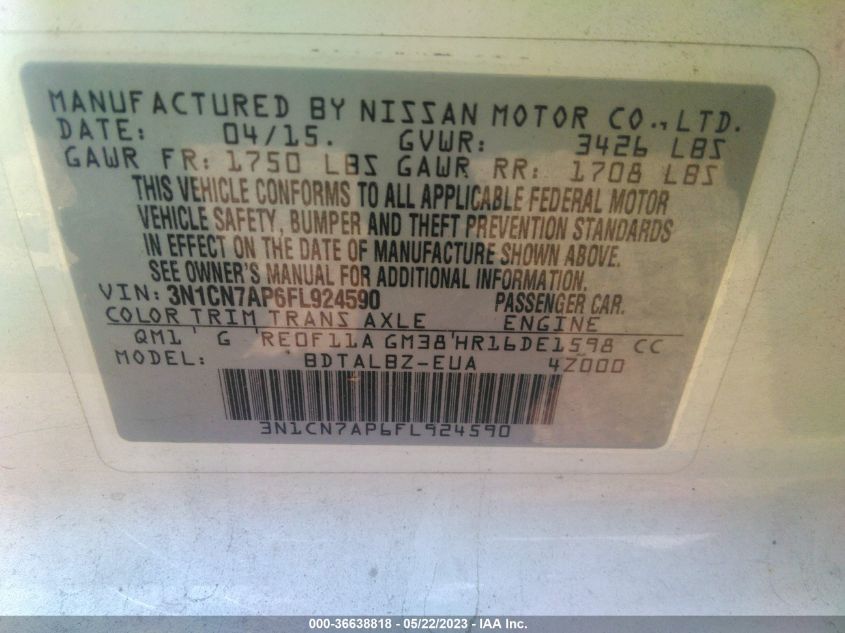 MANUFACTURED BY NISSAN MOTOR CO.,LTD.
DATE: 04/15. GVWR: 3426 LBS
GAWR FR: 1750 LBS GAWR RR: 1708 LBS
THIS VEHICLE CONFORMS TO ALL APPLICABLE FEDERAL MOTOR
VEHICLE SAFETY, BUMPER AND THEFT PREVENTION STANDARDS
IN EFFECT ON THE DATE OF MANUFACTURE SHOWN ABOVE.
SEE OWNER'S MANUAL FOR ADDITIONAL INFORMATION.
VIN: 3N1CN7AP6FL924590 PASSENGER CAR.
COLOR TRIM TRANS AXLE ENGINE
QM1 G RE0F11A GM38 HR16DE1598 CC
MODEL: BDTALBZ-EUA 4Z000
3N1CN7AP6FL924590
000-36638818 - 05/22/2023 - IAA Inc.